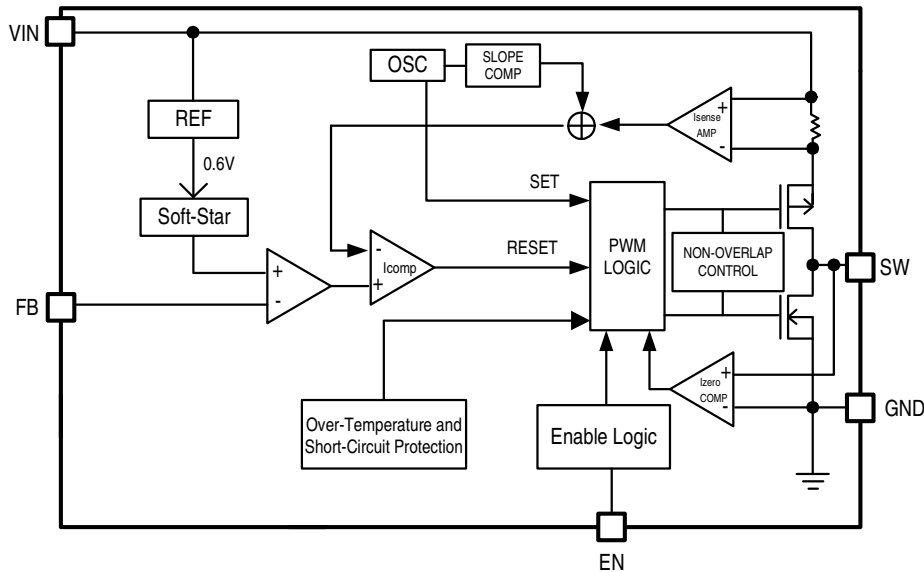 VIN
OSC
SLOPE
COMP
REF
Isense
AMP
+
-
0.6V
SET
Soft-Star
PWM
LOGIC
NON-OVERLAP
CONTROL
RESET
-
Icomp
+
+
-
SW
FB
Izero
COMP
+
-
GND
Over-Temperature and
Short-Circuit Protection
Enable Logic
EN